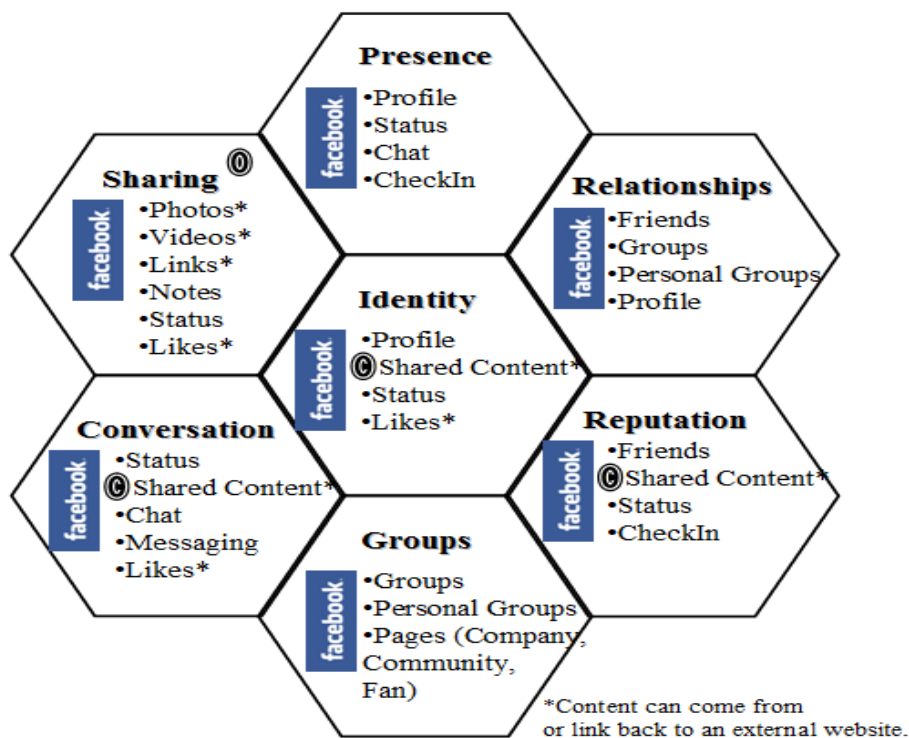 Presence
facebook
•Profile
•Status
•Chat
•CheckIn
Sharing O
facebook
•Photos*
•Videos*
•Links*
•Notes
•Status
•Likes*
Relationships
facebook
•Friends
•Groups
•Personal Groups
•Profile
Identity
facebook
•Profile
C Shared Content*
•Status
•Likes*
Conversation
facebook
•Status
C Shared Content*
•Chat
•Messaging
•Likes*
Reputation
facebook
•Friends
C Shared Content*
•Status
•CheckIn
Groups
facebook
•Groups
•Personal Groups
•Pages (Company,
Community,
Fan)
*Content can come from
or link back to an external website.